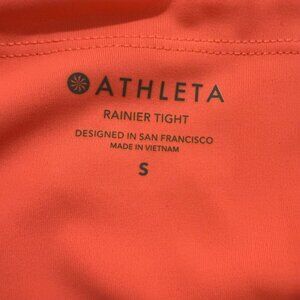 ATHLETA
RAINIER TIGHT
DESIGNED IN SAN FRANCISCO
MADE IN VIETNAM
S